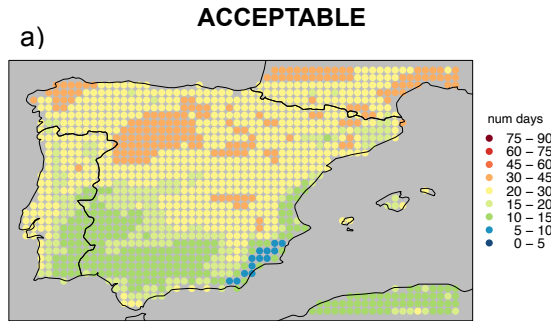 ACCEPTABLE
a)
num days
75 – 90
60 – 75
45 – 60
30 – 45
20 – 30
15 – 20
10 – 15
5 – 10
0 – 5